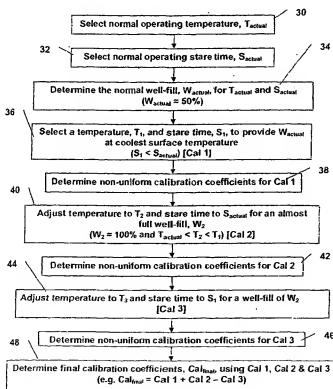 30
Select normal operating temperature, Tactual
32
Select normal operating stare time, Sactual
34
Determine the normal well-fill, Wactual, for Tactual and Sactual
(Wactual ≈ 50%)
36
Select a temperature, T1, and stare time, S1, to provide Wactual
at coolest surface temperature
(S1 < Sactual) [Cal 1]
38
Determine non-uniform calibration coefficients for Cal 1
40
Adjust temperature to T2 and stare time to Sactual for an almost
full well-fill, W2
(W2 ≈ 100% and Tactual < T2 < T1) [Cal 2]
42
Determine non-uniform calibration coefficients for Cal 2
44
Adjust temperature to T3 and stare time to S1 for a well-fill of W2
[Cal 3]
46
Determine non-uniform calibration coefficients for Cal 3
48
Determine final calibration coefficients, Calfinal, using Cal 1, Cal 2 & Cal 3
(e.g. Calfinal = Cal 1 + Cal 2 – Cal 3)